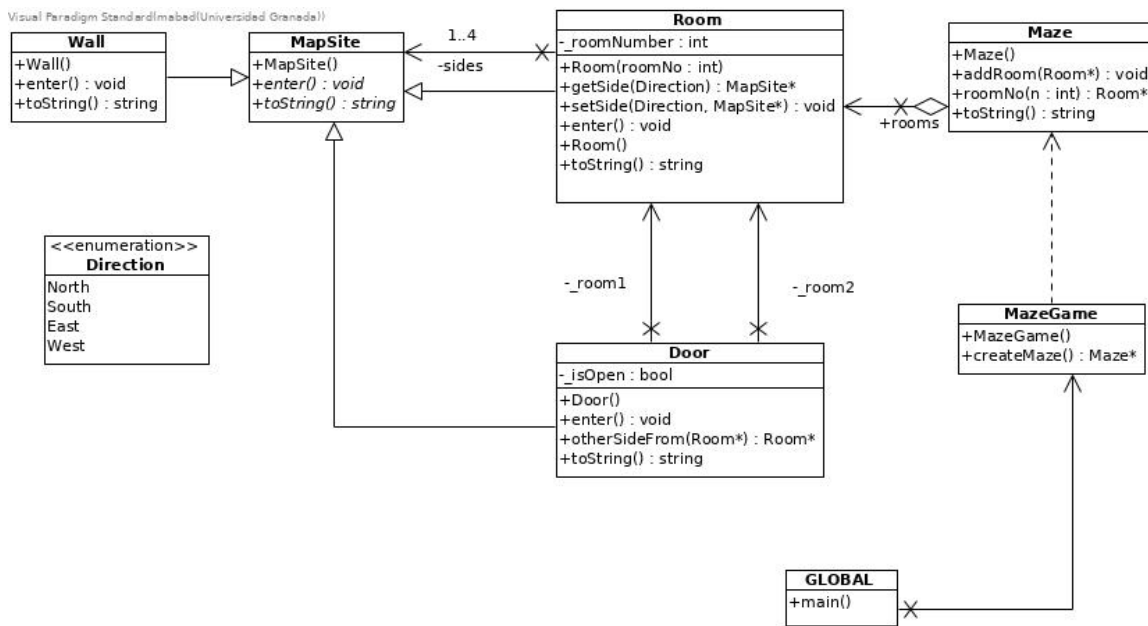 Visual Paradigm Standard(mabad(Universidad Granada))
Wall
+Wall()
+enter() : void
+toString() : string
MapSite
+MapSite()
+enter() : void
+toString() : string
1..4
-sides
Room
-_roomNumber : int
+Room(roomNo : int)
+getSide(Direction) : MapSite*
+setSide(Direction, MapSite*) : void
+enter() : void
+Room()
+toString() : string
+rooms
Maze
+Maze()
+addRoom(Room*) : void
+roomNo(n : int) : Room*
+toString() : string
<<enumeration>>
Direction
North
South
East
West
-_room1
-_room2
MazeGame
+MazeGame()
+createMaze() : Maze*
Door
-_isOpen : bool
+Door()
+enter() : void
+otherSideFrom(Room*) : Room*
+toString() : string
GLOBAL
+main()